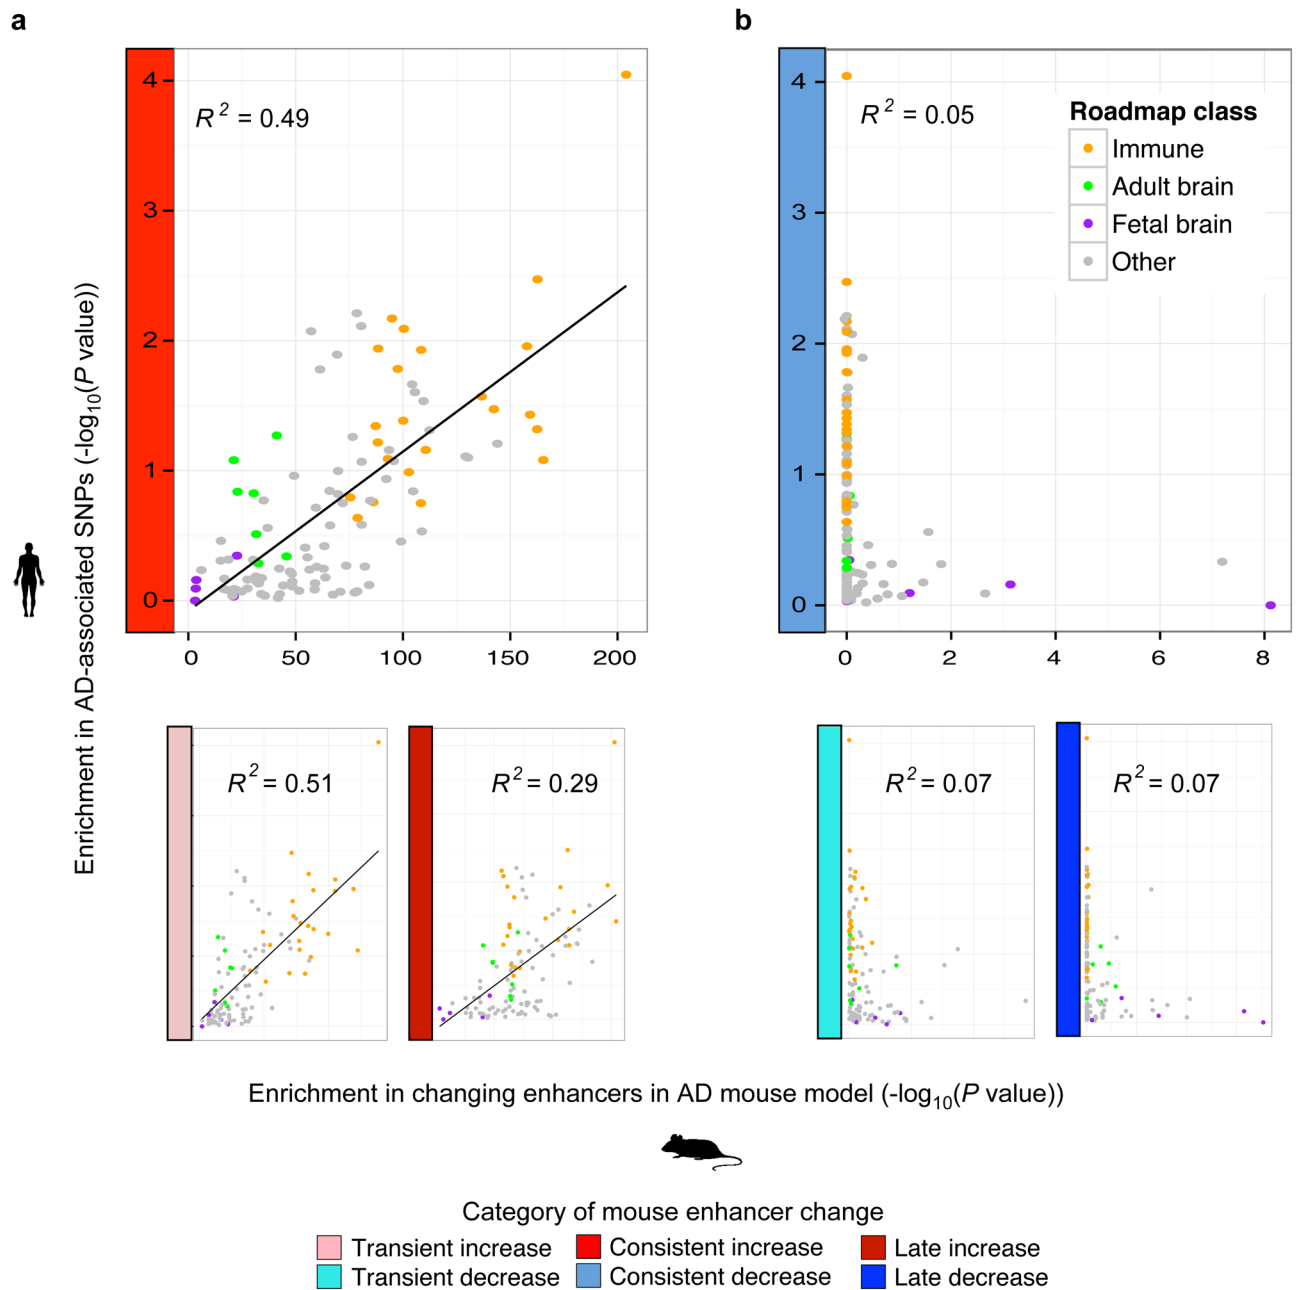 a
b
Enrichment in AD-associated SNPs (-log10(P value))
4
3
2
1
0
R2 = 0.49
0 50 100 150 200
4
3
2
1
0
R2 = 0.05
Roadmap class
Immune
Adult brain
Fetal brain
Other
0 2 4 6 8
R2 = 0.51
R2 = 0.29
R2 = 0.07
R2 = 0.07
Enrichment in changing enhancers in AD mouse model (-log10(P value))
Category of mouse enhancer change
Transient increase Consistent increase Late increase
Transient decrease Consistent decrease Late decrease